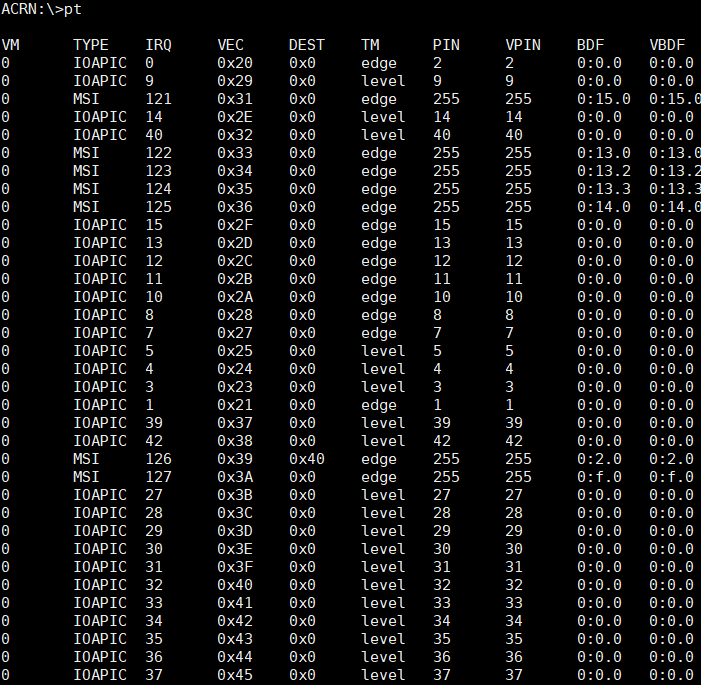 ACRN:\>pt
VM TYPE IRQ VEC DEST TM PIN VPIN BDF VBDF
0 IOAPIC 0 0x20 0x0 edge 2 2 0:0.0 0:0.0
0 IOAPIC 9 0x29 0x0 level 9 9 0:0.0 0:0.0
0 MSI 121 0x31 0x0 edge 255 255 0:15.0 0:15.0
0 IOAPIC 14 0x2E 0x0 level 14 14 0:0.0 0:0.0
0 IOAPIC 40 0x32 0x0 level 40 40 0:0.0 0:0.0
0 MSI 122 0x33 0x0 edge 255 255 0:13.0 0:13.0
0 MSI 123 0x34 0x0 edge 255 255 0:13.2 0:13.2
0 MSI 124 0x35 0x0 edge 255 255 0:13.3 0:13.3
0 MSI 125 0x36 0x0 edge 255 255 0:14.0 0:14.0
0 IOAPIC 15 0x2F 0x0 edge 15 15 0:0.0 0:0.0
0 IOAPIC 13 0x2D 0x0 edge 13 13 0:0.0 0:0.0
0 IOAPIC 12 0x2C 0x0 edge 12 12 0:0.0 0:0.0
0 IOAPIC 11 0x2B 0x0 edge 11 11 0:0.0 0:0.0
0 IOAPIC 10 0x2A 0x0 edge 10 10 0:0.0 0:0.0
0 IOAPIC 8 0x28 0x0 edge 8 8 0:0.0 0:0.0
0 IOAPIC 7 0x27 0x0 edge 7 7 0:0.0 0:0.0
0 IOAPIC 5 0x25 0x0 level 5 5 0:0.0 0:0.0
0 IOAPIC 4 0x24 0x0 level 4 4 0:0.0 0:0.0
0 IOAPIC 3 0x23 0x0 level 3 3 0:0.0 0:0.0
0 IOAPIC 1 0x21 0x0 edge 1 1 0:0.0 0:0.0
0 IOAPIC 39 0x37 0x0 level 39 39 0:0.0 0:0.0
0 IOAPIC 42 0x38 0x0 level 42 42 0:0.0 0:0.0
0 MSI 126 0x39 0x40 edge 255 255 0:2.0 0:2.0
0 MSI 127 0x3A 0x0 edge 255 255 0:f.0 0:f.0
0 IOAPIC 27 0x3B 0x0 level 27 27 0:0.0 0:0.0
0 IOAPIC 28 0x3C 0x0 level 28 28 0:0.0 0:0.0
0 IOAPIC 29 0x3D 0x0 level 29 29 0:0.0 0:0.0
0 IOAPIC 30 0x3E 0x0 level 30 30 0:0.0 0:0.0
0 IOAPIC 31 0x3F 0x0 level 31 31 0:0.0 0:0.0
0 IOAPIC 32 0x40 0x0 level 32 32 0:0.0 0:0.0
0 IOAPIC 33 0x41 0x0 level 33 33 0:0.0 0:0.0
0 IOAPIC 34 0x42 0x0 level 34 34 0:0.0 0:0.0
0 IOAPIC 35 0x43 0x0 level 35 35 0:0.0 0:0.0
0 IOAPIC 36 0x44 0x0 level 36 36 0:0.0 0:0.0
0 IOAPIC 37 0x45 0x0 level 37 37 0:0.0 0:0.0